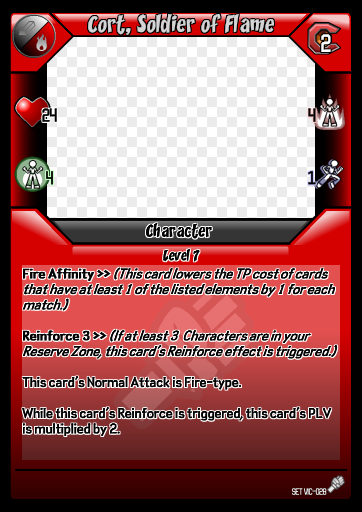 Cort, Soldier of Flame
2
24
4
4
1
Character
Level 1
Fire Affinity >> (This card lowers the TP cost of cards
that have at least 1 of the listed elements by 1 for each
match.)
Reinforce 3 >> (If at least 3 Characters are in your
Reserve Zone, this card's Reinforce effect is triggered.)
This card's Normal Attack is Fire-type.
While this card's Reinforce is triggered, this card's PLV
is multiplied by 2.
SET VIC-028